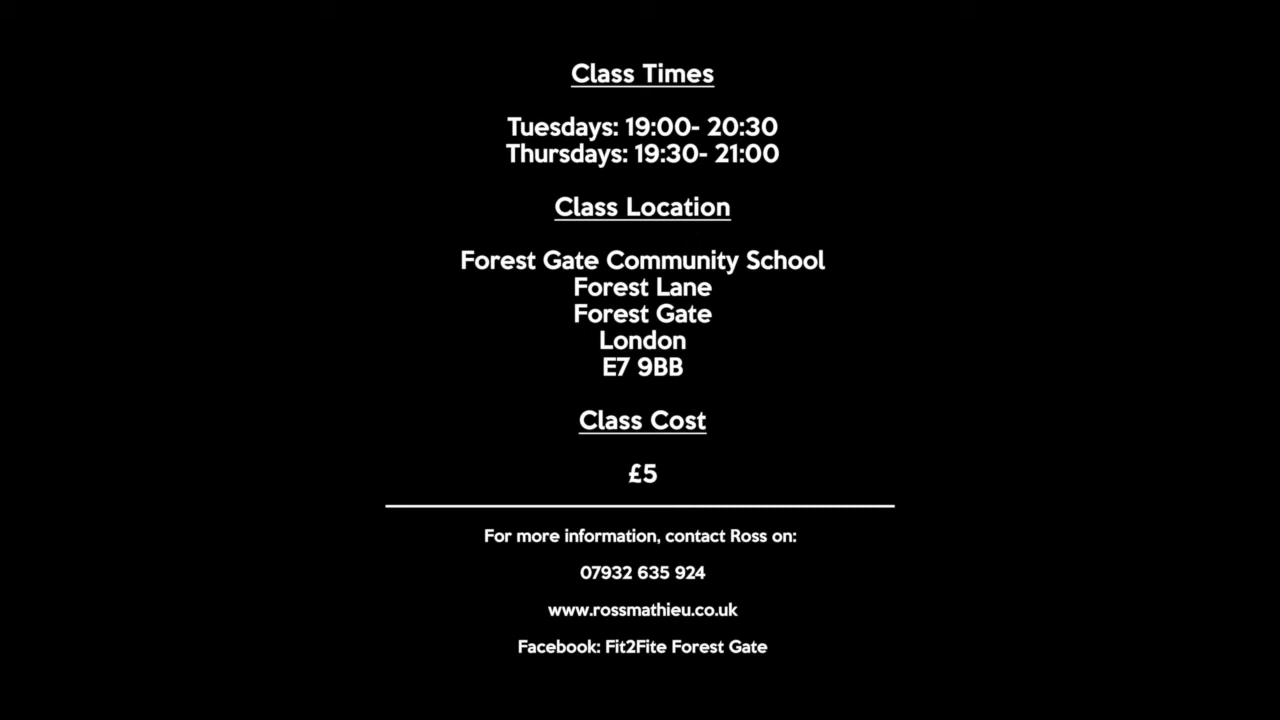 Class Times
Tuesdays: 19:00- 20:30
Thursdays: 19:30- 21:00
Class Location
Forest Gate Community School
Forest Lane
Forest Gate
London
E7 9BB
Class Cost
£5
For more information, contact Ross on:
07932 635 924
www.rossmathieu.co.uk
Facebook: Fit2Fite Forest Gate